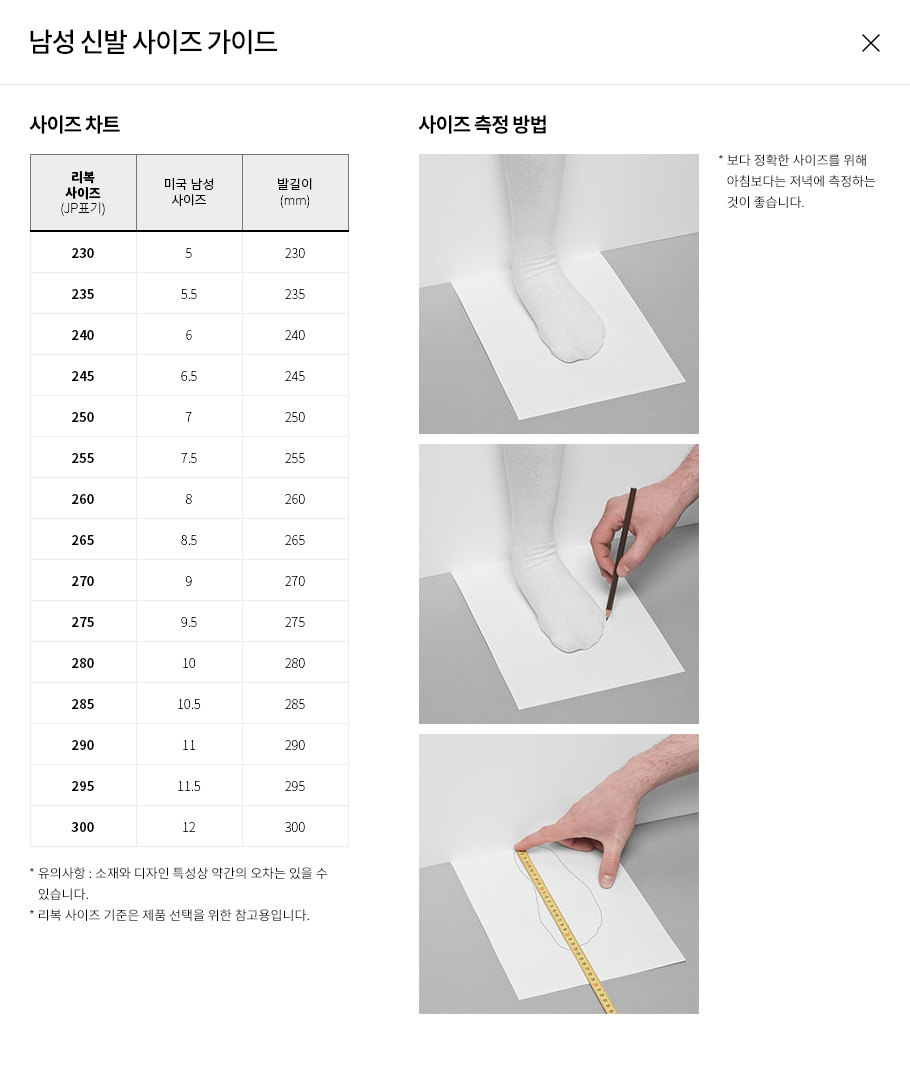 남성 신발 사이즈 가이드
사이즈 차트
리복
사이즈
(JP표기)
미국 남성
사이즈
발길이
(mm)
230 5 230
235 5.5 235
240 6 240
245 6.5 245
250 7 250
255 7.5 255
260 8 260
265 8.5 265
270 9 270
275 9.5 275
280 10 280
285 10.5 285
290 11 290
295 11.5 295
300 12 300
* 유의사항 : 소재와 디자인 특성상 약간의 오차는 있을 수
있습니다.
* 리복 사이즈 기준은 제품 선택을 위한 참고용입니다.
사이즈 측정 방법
* 보다 정확한 사이즈를 위해
아침보다는 저녁에 측정하는
것이 좋습니다.